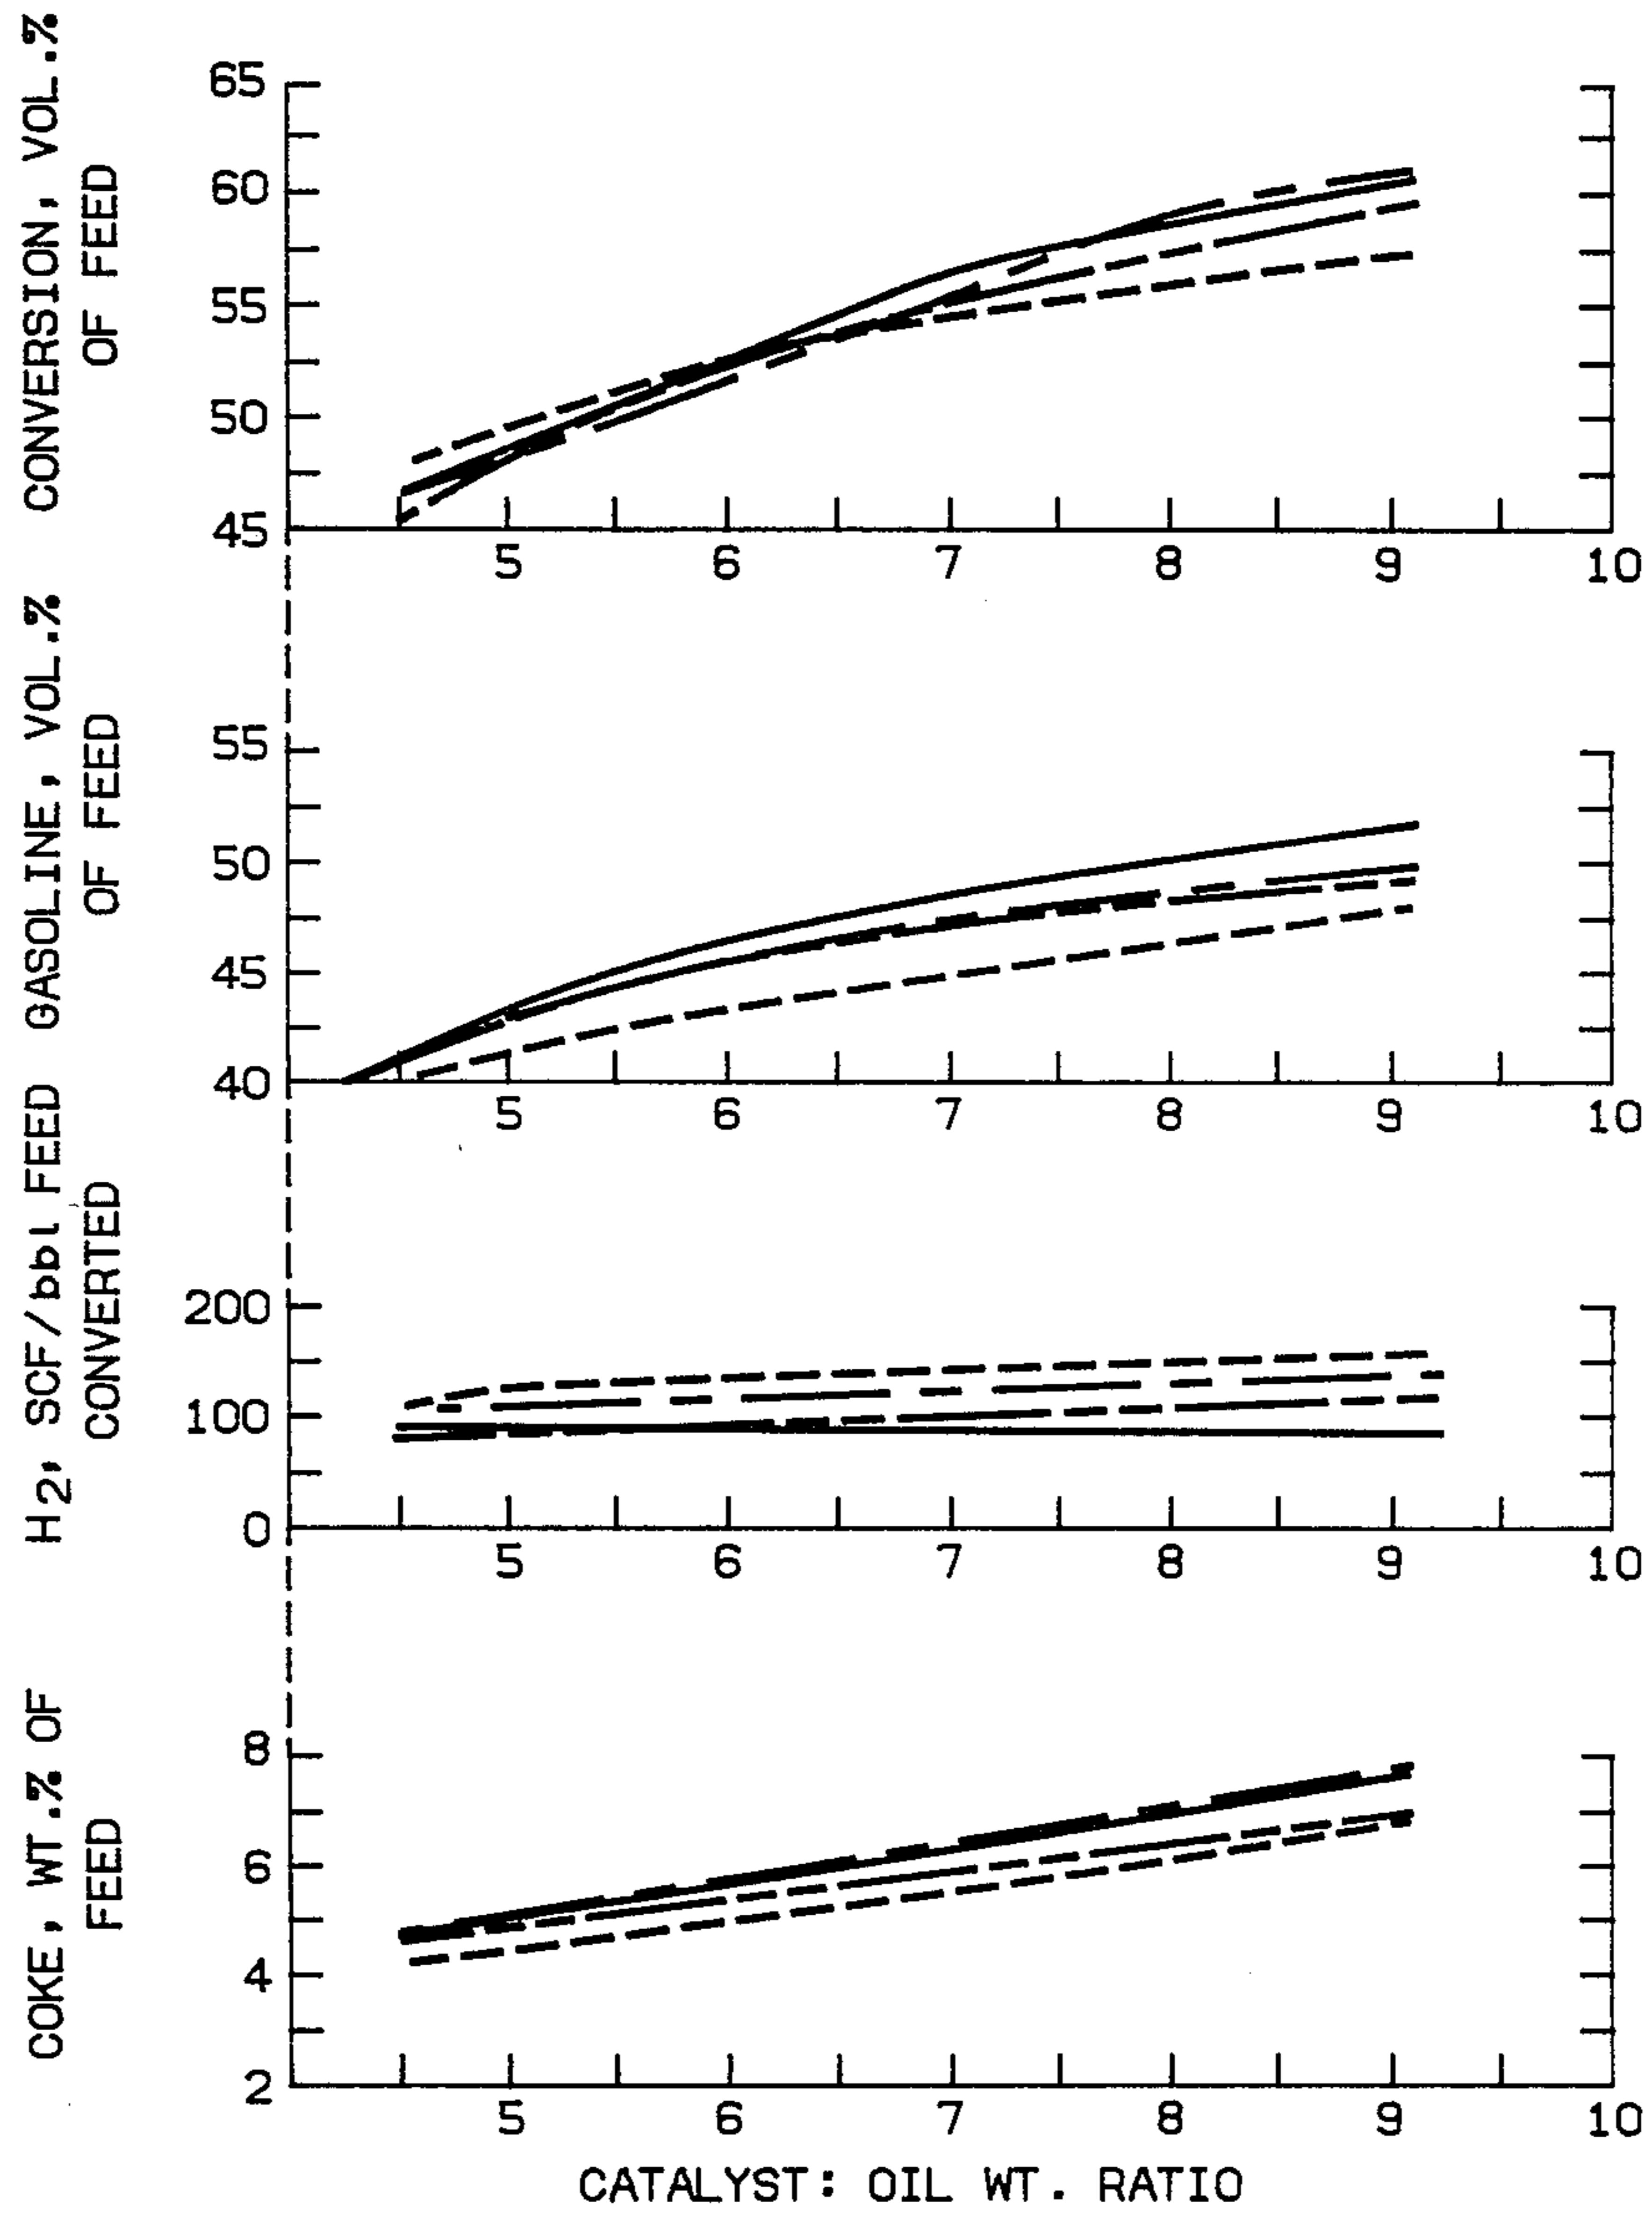 CONVERSION, VOL.%
OF FEED
65
60
55
50
45
5 6 7 8 9 10
GASOLINE, VOL.%
OF FEED
55
50
45
40
5 6 7 8 9 10
H2, SCF/bbl FEED
CONVERTED
200
100
0
5 6 7 8 9 10
COKE, WT.% OF
FEED
8
6
4
2
5 6 7 8 9 10
CATALYST: OIL WT. RATIO